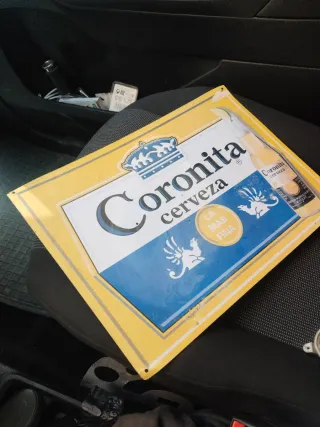 Coronita
cerveza
LA
MAS
FINA
Coronita